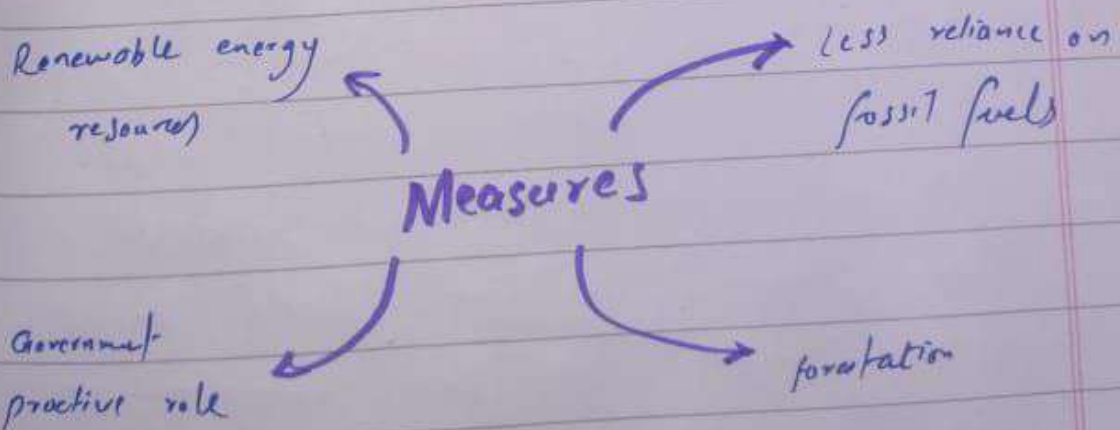 Renewable energy
resources
Less reliance on
fossil fuels
Measures
Government
proactive role
forestation